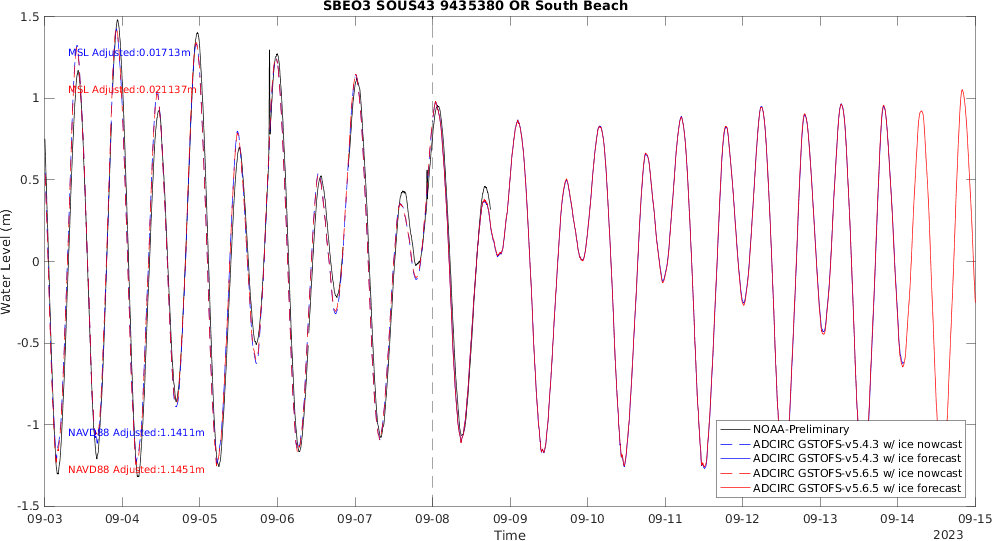 SBEO3 SOUS43 9435380 OR South Beach
Water Level (m)
1.5
1
0.5
0
-0.5
-1
-1.5
MSL Adjusted:0.01713m
MSL Adjusted:0.021137m
NAVD88 Adjusted:1.1411m
NAVD88 Adjusted:1.1451m
NOAA-Preliminary
ADCIRC GSTOFS-v5.4.3 w/ ice nowcast
ADCIRC GSTOFS-v5.4.3 w/ ice forecast
ADCIRC GSTOFS-v5.6.5 w/ ice nowcast
ADCIRC GSTOFS-v5.6.5 w/ ice forecast
09-03 09-04 09-05 09-06 09-07 09-08 09-09 09-10 09-11 09-12 09-13 09-14 09-15
Time
2023